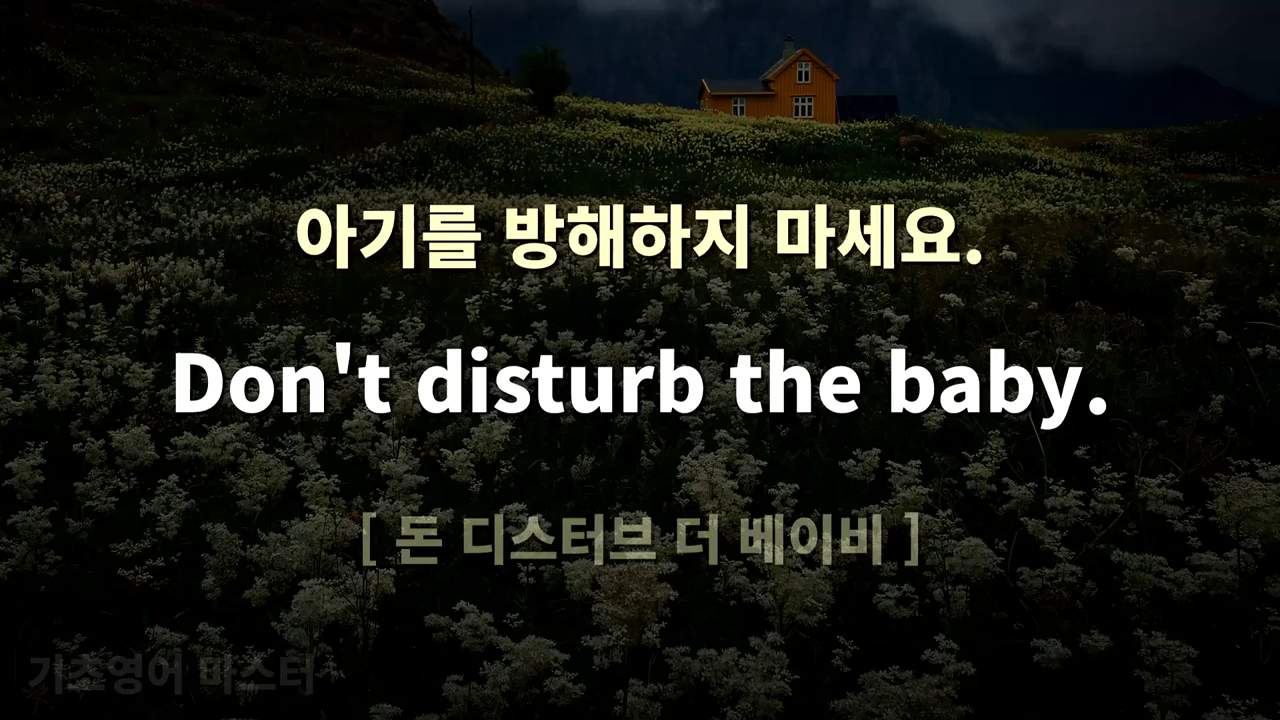 아기를 방해하지 마세요.
Don't disturb the baby.
[ 돈 디스터브 더 베이비 ]
기초영어 마스터